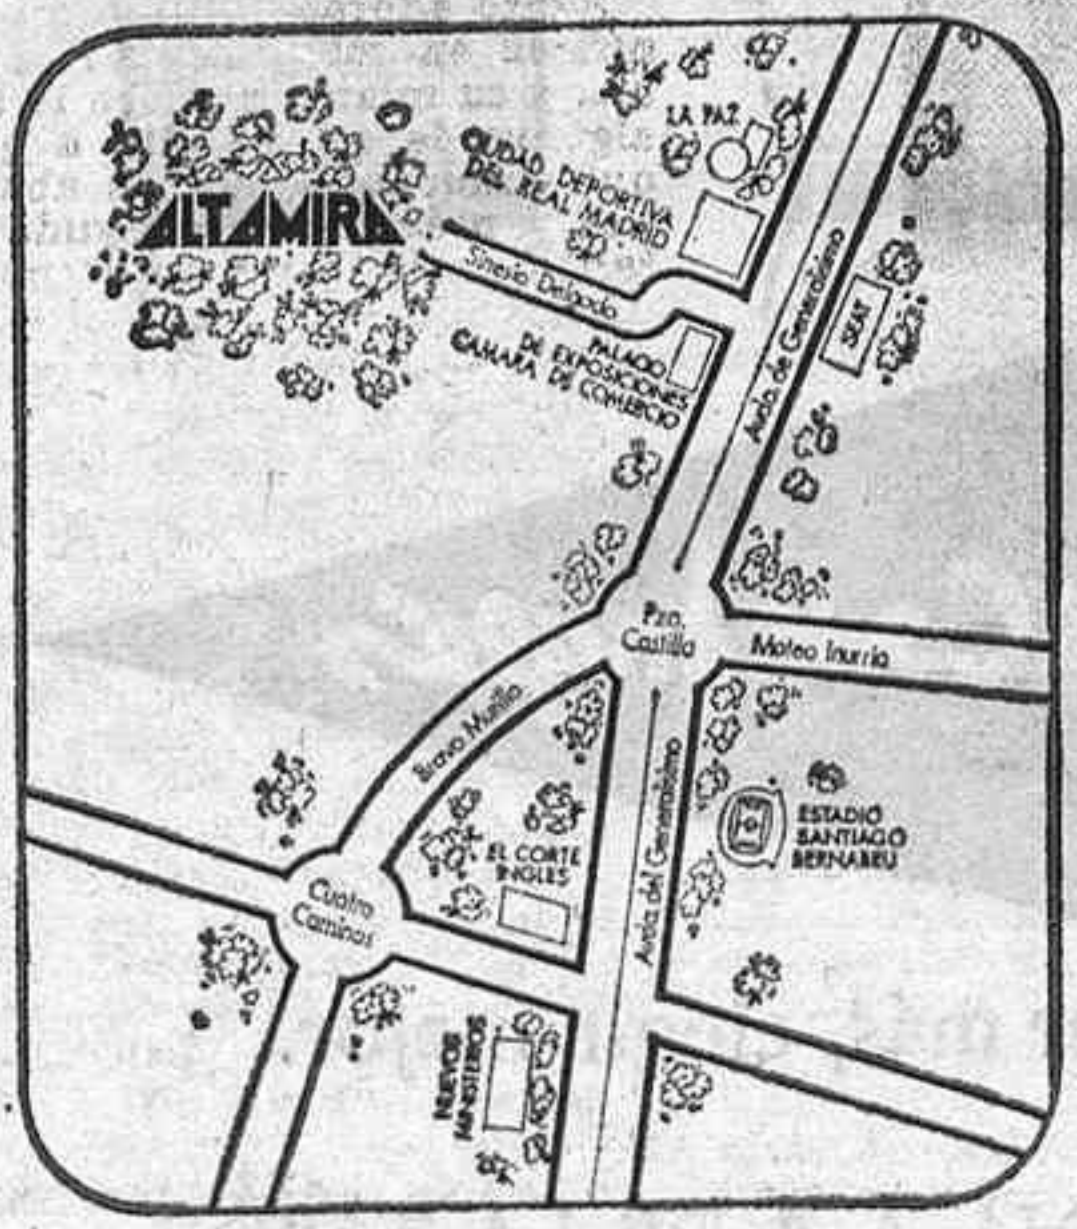 LA PAZ
CIUDAD DEPORTIVA
DEL REAL MADRID
ALTAMIRA
Sinesio Delgado
PALACIO
DE EXPOSICIONES
CAMARA DE COMERCIO
Avda. de Generalísimo
SEAT
Pza.
Castilla
Mateo Inurria
Bravo Murillo
ESTADIO
SANTIAGO
BERNABEU
EL CORTE
INGLES
Avda. del Generalísimo
Cuatro
Caminos
NUEVOS
MINISTERIOS